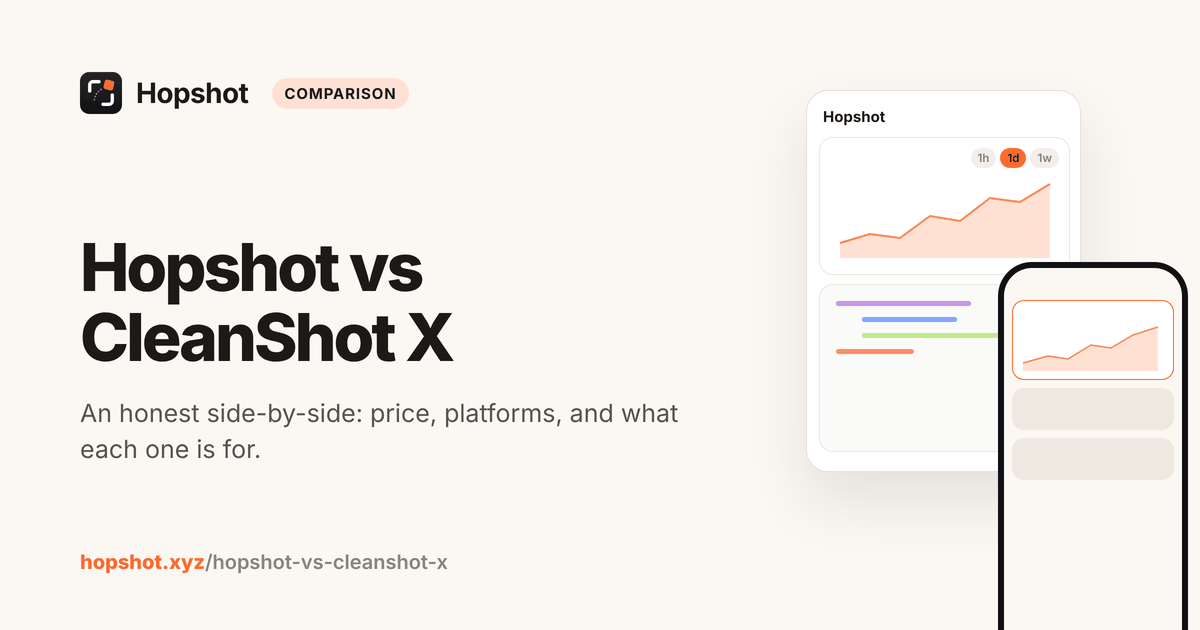 Hopshot
COMPARISON
Hopshot vs
CleanShot X
An honest side-by-side: price, platforms, and what
each one is for.
hopshot.xyz/hopshot-vs-cleanshot-x
Hopshot
1h 1d 1w